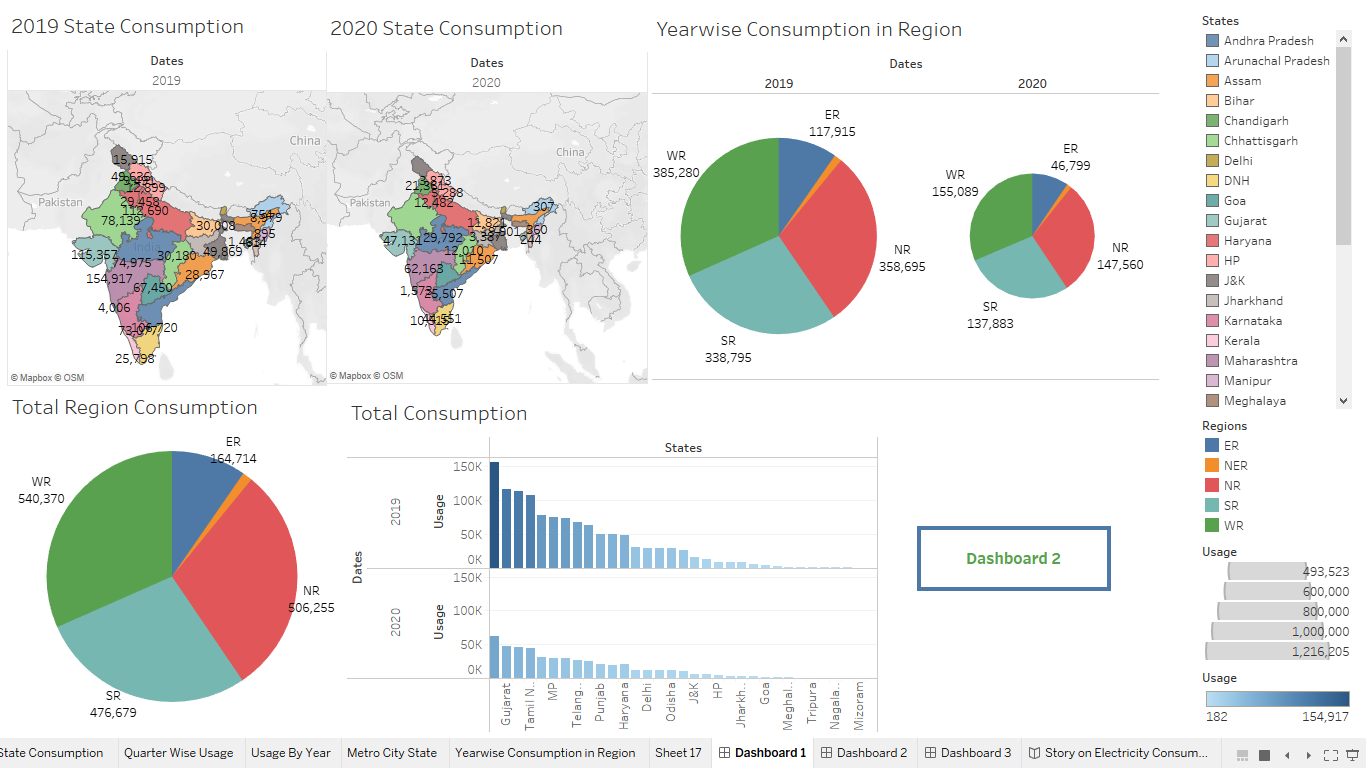 2019 State Consumption
Dates
2019
China
Pakistan
India
15,915
12,899
29,458
112,690
78,139
30,008
895
115,357
74,975
30,180
49,869
154,917
28,967
67,450
4,006
106,720
25,798
© Mapbox © OSM
2020 State Consumption
Dates
2020
China
Pakistan
3,873
12,482
307
11,821
360
47,131
29,792
244
12,010
11,507
62,163
25,507
© Mapbox © OSM
Yearwise Consumption in Region
Dates
2019
2020
ER
117,915
WR
385,280
NR
358,695
SR
338,795
ER
46,799
WR
155,089
NR
147,560
SR
137,883
Total Region Consumption
ER
164,714
WR
540,370
NR
506,255
SR
476,679
Total Consumption
States
Dates
2019
Usage
150K
100K
50K
0K
2020
Usage
150K
100K
50K
0K
Gujarat
Tamil N..
MP
Telang..
Punjab
Haryana
Delhi
Odisha
J&K
HP
Jharkh..
Goa
Meghal..
Tripura
Nagala..
Mizoram
Dashboard 2
States
Andhra Pradesh
Arunachal Pradesh
Assam
Bihar
Chandigarh
Chhattisgarh
Delhi
DNH
Goa
Gujarat
Haryana
HP
J&K
Jharkhand
Karnataka
Kerala
Maharashtra
Manipur
Meghalaya
Regions
ER
NER
NR
SR
WR
Usage
493,523
600,000
800,000
1,000,000
1,216,205
Usage
182 154,917
State Consumption
Quarter Wise Usage
Usage By Year
Metro City State
Yearwise Consumption in Region
Sheet 17
Dashboard 1
Dashboard 2
Dashboard 3
Story on Electricity Consum...